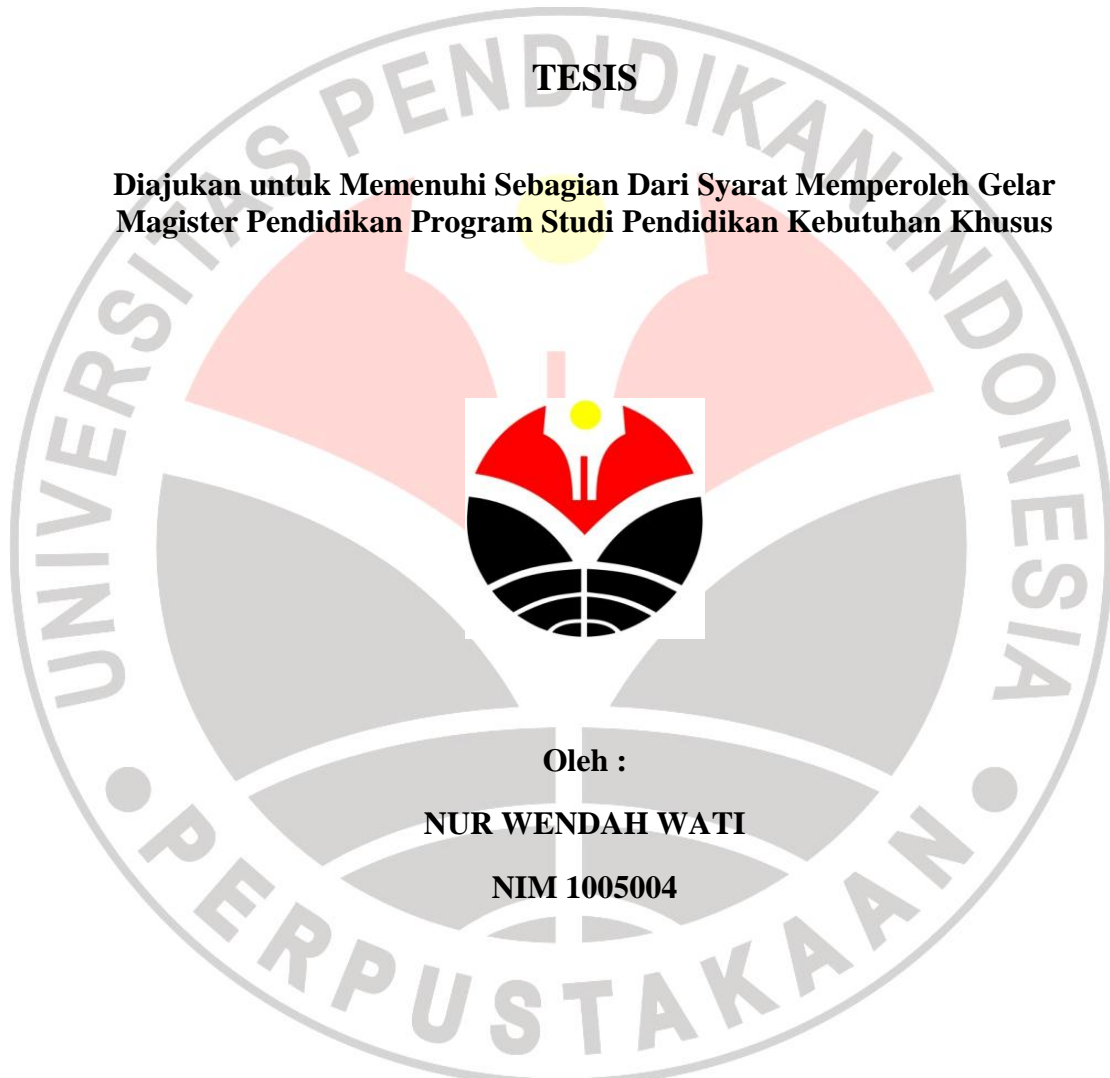 TESIS
Diajukan untuk Memenuhi Sebagian Dari Syarat Memperoleh Gelar
Magister Pendidikan Program Studi Pendidikan Kebutuhan Khusus
Oleh :
NUR WENDAH WATI
NIM 1005004
UNIVERSITAS PENDIDIKAN INDONESIA
PERPUSTAKAAN